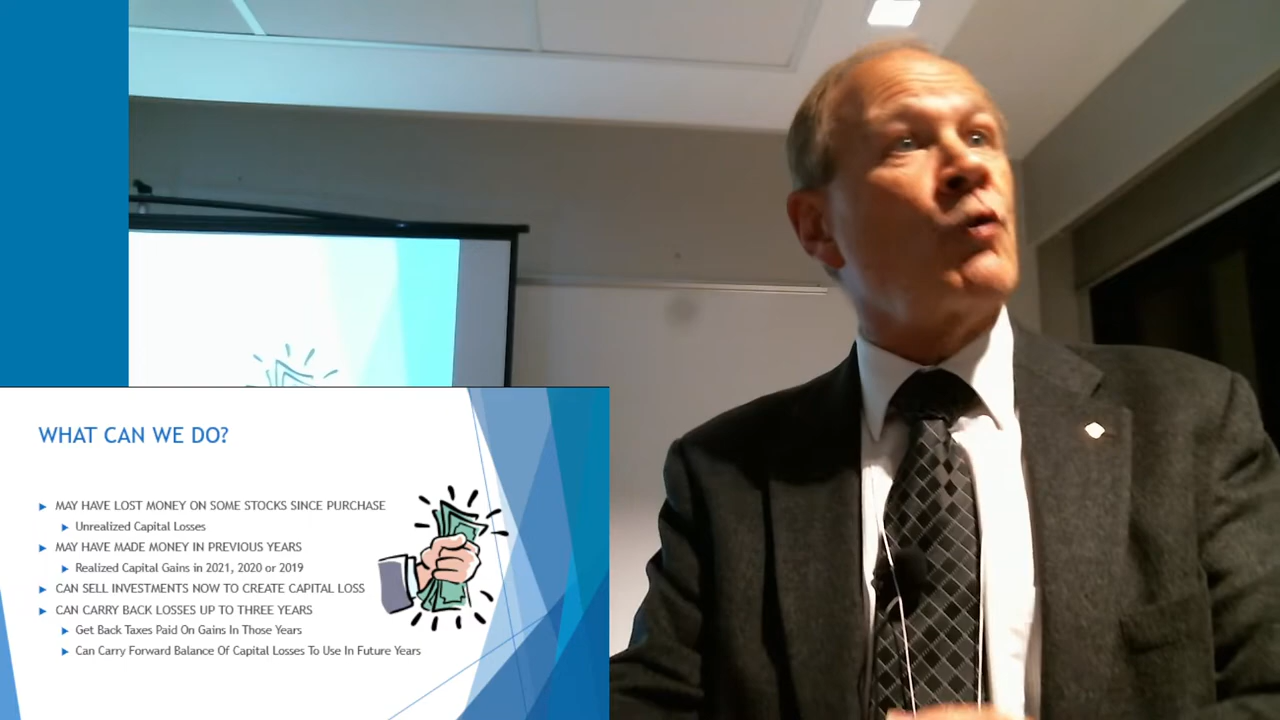 WHAT CAN WE DO?
MAY HAVE LOST MONEY ON SOME STOCKS SINCE PURCHASE
Unrealized Capital Losses
MAY HAVE MADE MONEY IN PREVIOUS YEARS
Realized Capital Gains in 2021, 2020 or 2019
CAN SELL INVESTMENTS NOW TO CREATE CAPITAL LOSS
CAN CARRY BACK LOSSES UP TO THREE YEARS
Get Back Taxes Paid On Gains In Those Years
Can Carry Forward Balance Of Capital Losses To Use In Future Years